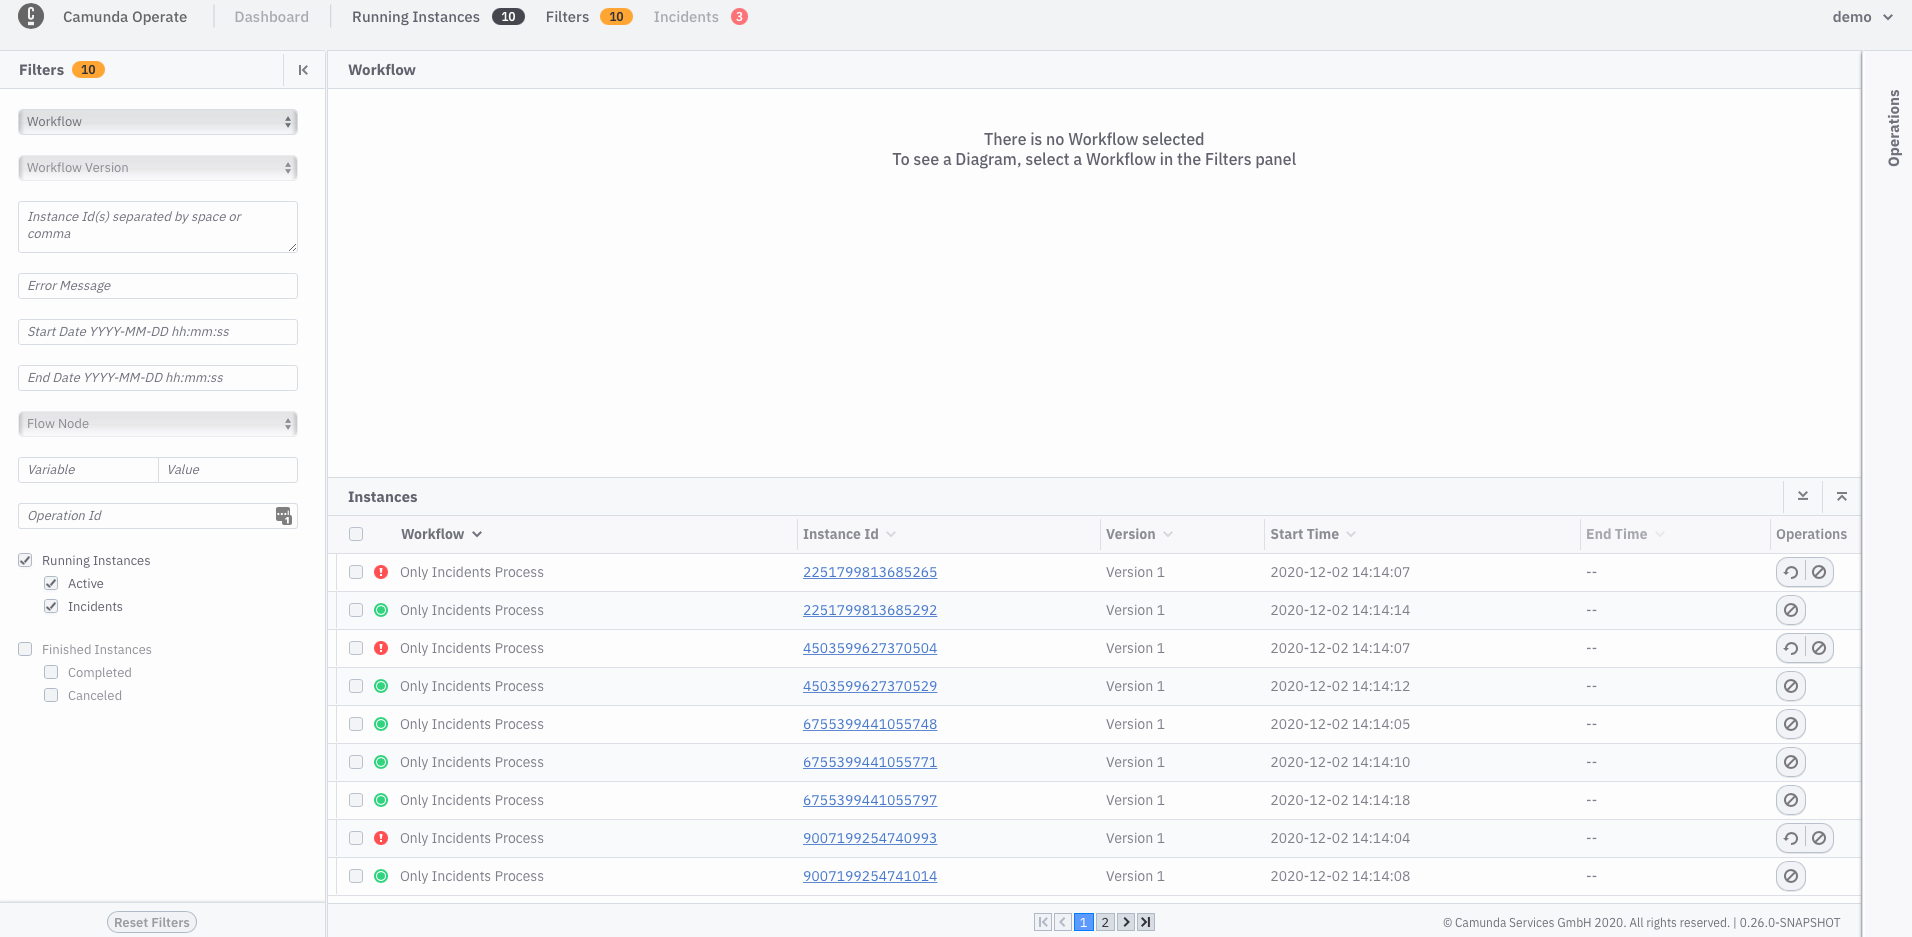 Camunda Operate Dashboard Running Instances 10 Filters 10 Incidents 3 demo
Filters 10
Workflow
Workflow Version
Instance Id(s) separated by space or
comma
Error Message
Start Date YYYY-MM-DD hh:mm:ss
End Date YYYY-MM-DD hh:mm:ss
Flow Node
Variable Value
Operation Id 1
Running Instances
Active
Incidents
Finished Instances
Completed
Canceled
Reset Filters
Workflow
There is no Workflow selected
To see a Diagram, select a Workflow in the Filters panel
Operations
Instances
Workflow Instance Id Version Start Time End Time Operations
Only Incidents Process 2251799813685265 Version 1 2020-12-02 14:14:07 --
Only Incidents Process 2251799813685292 Version 1 2020-12-02 14:14:14 --
Only Incidents Process 4503599627370504 Version 1 2020-12-02 14:14:07 --
Only Incidents Process 4503599627370529 Version 1 2020-12-02 14:14:12 --
Only Incidents Process 6755399441055748 Version 1 2020-12-02 14:14:05 --
Only Incidents Process 6755399441055771 Version 1 2020-12-02 14:14:10 --
Only Incidents Process 6755399441055797 Version 1 2020-12-02 14:14:18 --
Only Incidents Process 9007199254740993 Version 1 2020-12-02 14:14:04 --
Only Incidents Process 9007199254741014 Version 1 2020-12-02 14:14:08 --
1 2
© Camunda Services GmbH 2020. All rights reserved. | 0.26.0-SNAPSHOT